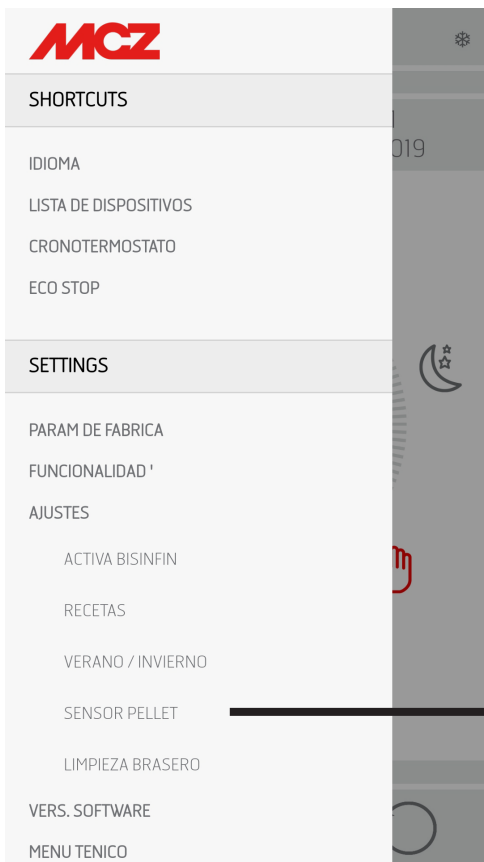 MCZ
SHORTCUTS
IDIOMA
LISTA DE DISPOSITIVOS
CRONOTERMOSTATO
ECO STOP
SETTINGS
PARAM DE FABRICA
FUNCIONALIDAD '
AJUSTES
ACTIVA BISINFIN
RECETAS
VERANO / INVIERNO
SENSOR PELLET
LIMPIEZA BRASERO
VERS. SOFTWARE
MENU TENICO
019